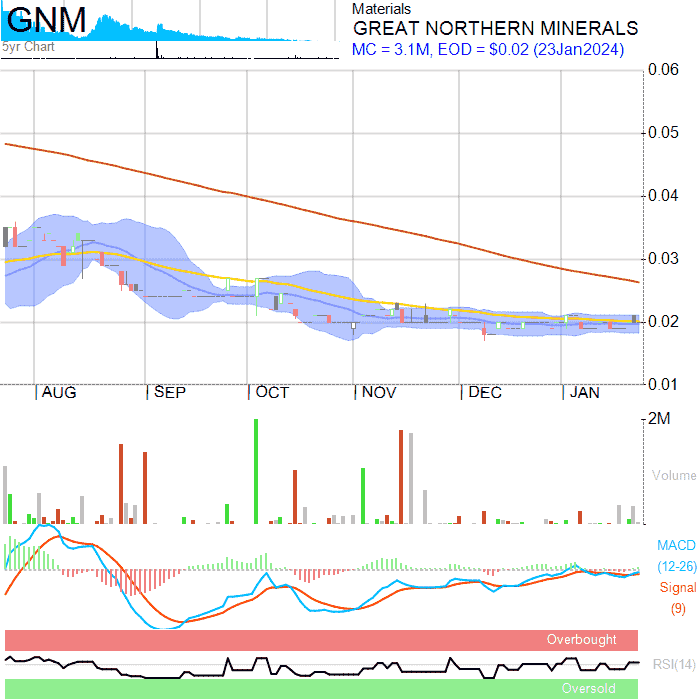 GNM
5yr Chart
Materials
GREAT NORTHERN MINERALS
MC = 3.1M, EOD = $0.02 (23Jan2024)
0.06
0.05
0.04
0.03
0.02
0.01
AUG
SEP
OCT
NOV
DEC
JAN
2M
Volume
MACD
(12-26)
Signal
(9)
Overbought
RSI(14)
Oversold